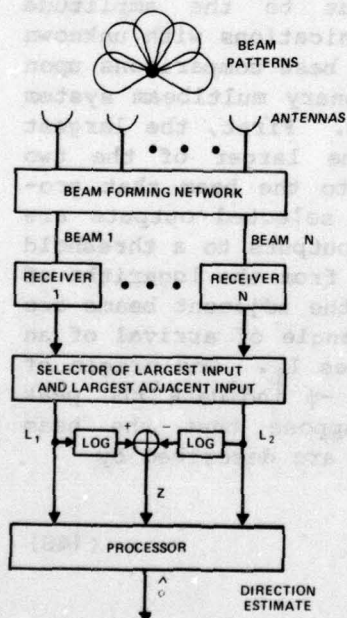 BEAM
PATTERNS
ANTENNAS
BEAM FORMING NETWORK
BEAM 1
BEAM N
RECEIVER
1
RECEIVER
N
SELECTOR OF LARGEST INPUT
AND LARGEST ADJACENT INPUT
L₁
LOG
+
-
LOG
L₂
Z
PROCESSOR
DIRECTION
ESTIMATE